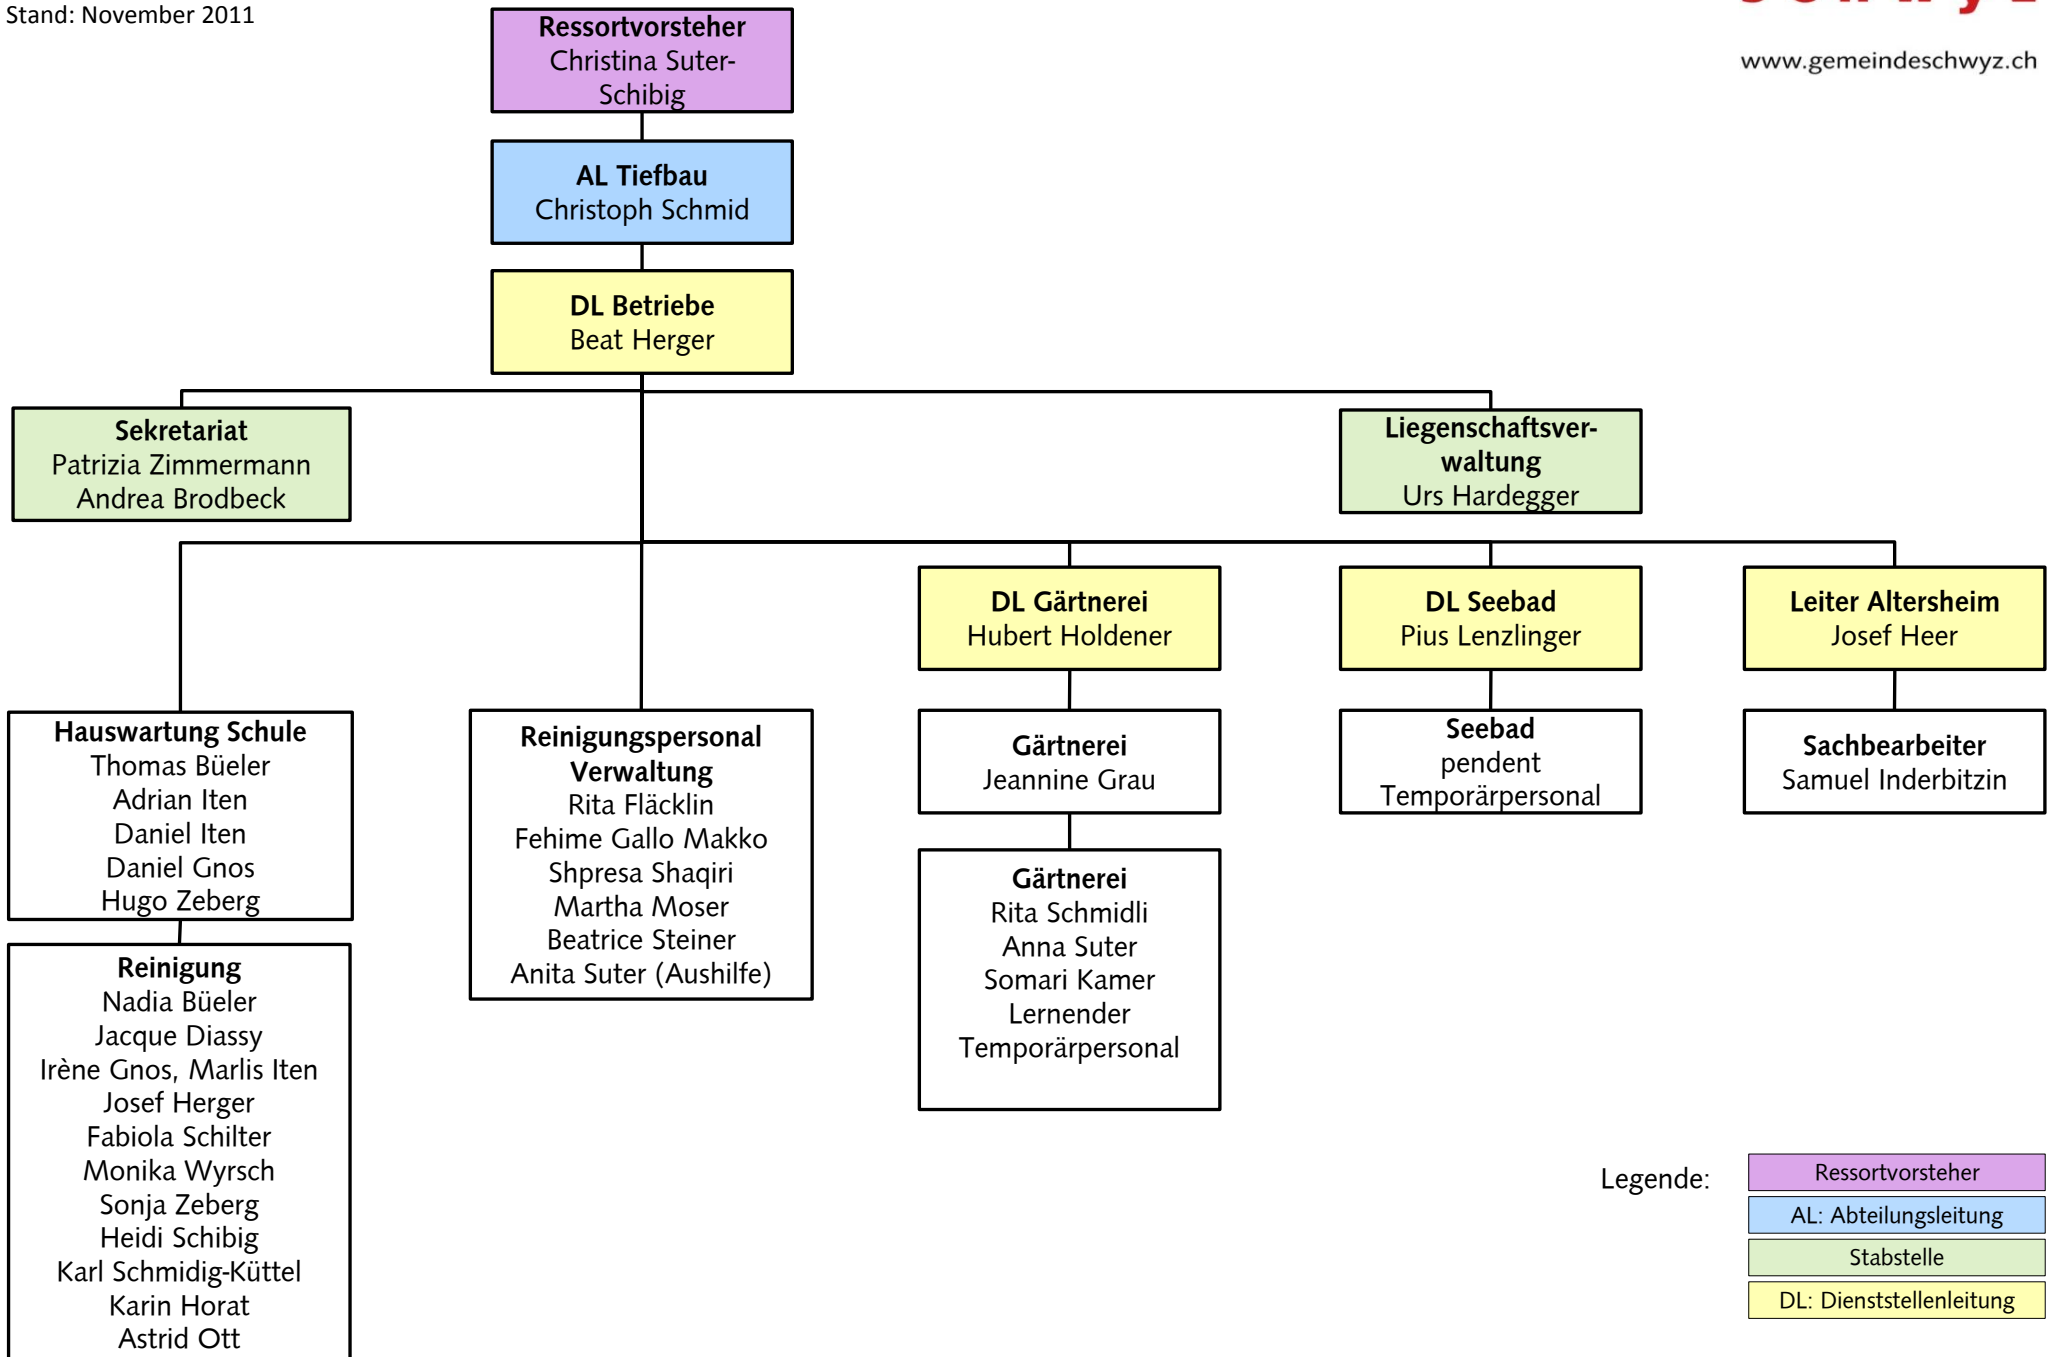 Stand: November 2011
www.gemeindeschwyz.ch
Ressortvorsteher
Christina Suter-
Schibig
AL Tiefbau
Christoph Schmid
DL Betriebe
Beat Herger
Sekretariat
Patrizia Zimmermann
Andrea Brodbeck
Liegenschaftsver-
waltung
Urs Hardegger
DL Gärtnerei
Hubert Holdener
DL Seebad
Pius Lenzlinger
Leiter Altersheim
Josef Heer
Hauswartung Schule
Thomas Büeler
Adrian Iten
Daniel Iten
Daniel Gnos
Hugo Zeberg
Reinigungspersonal
Verwaltung
Rita Fläcklin
Fehime Gallo Makko
Shpresa Shaqiri
Martha Moser
Beatrice Steiner
Anita Suter (Aushilfe)
Gärtnerei
Jeannine Grau
Seebad
pendent
Temporärpersonal
Sachbearbeiter
Samuel Inderbitzin
Gärtnerei
Rita Schmidli
Anna Suter
Somari Kamer
Lernender
Temporärpersonal
Reinigung
Nadia Büeler
Jacque Diassy
Irène Gnos, Marlis Iten
Josef Herger
Fabiola Schilter
Monika Wyrsch
Sonja Zeberg
Heidi Schibig
Karl Schmidig-Küttel
Karin Horat
Astrid Ott
Legende:
Ressortvorsteher
AL: Abteilungsleitung
Stabstelle
DL: Dienststellenleitung